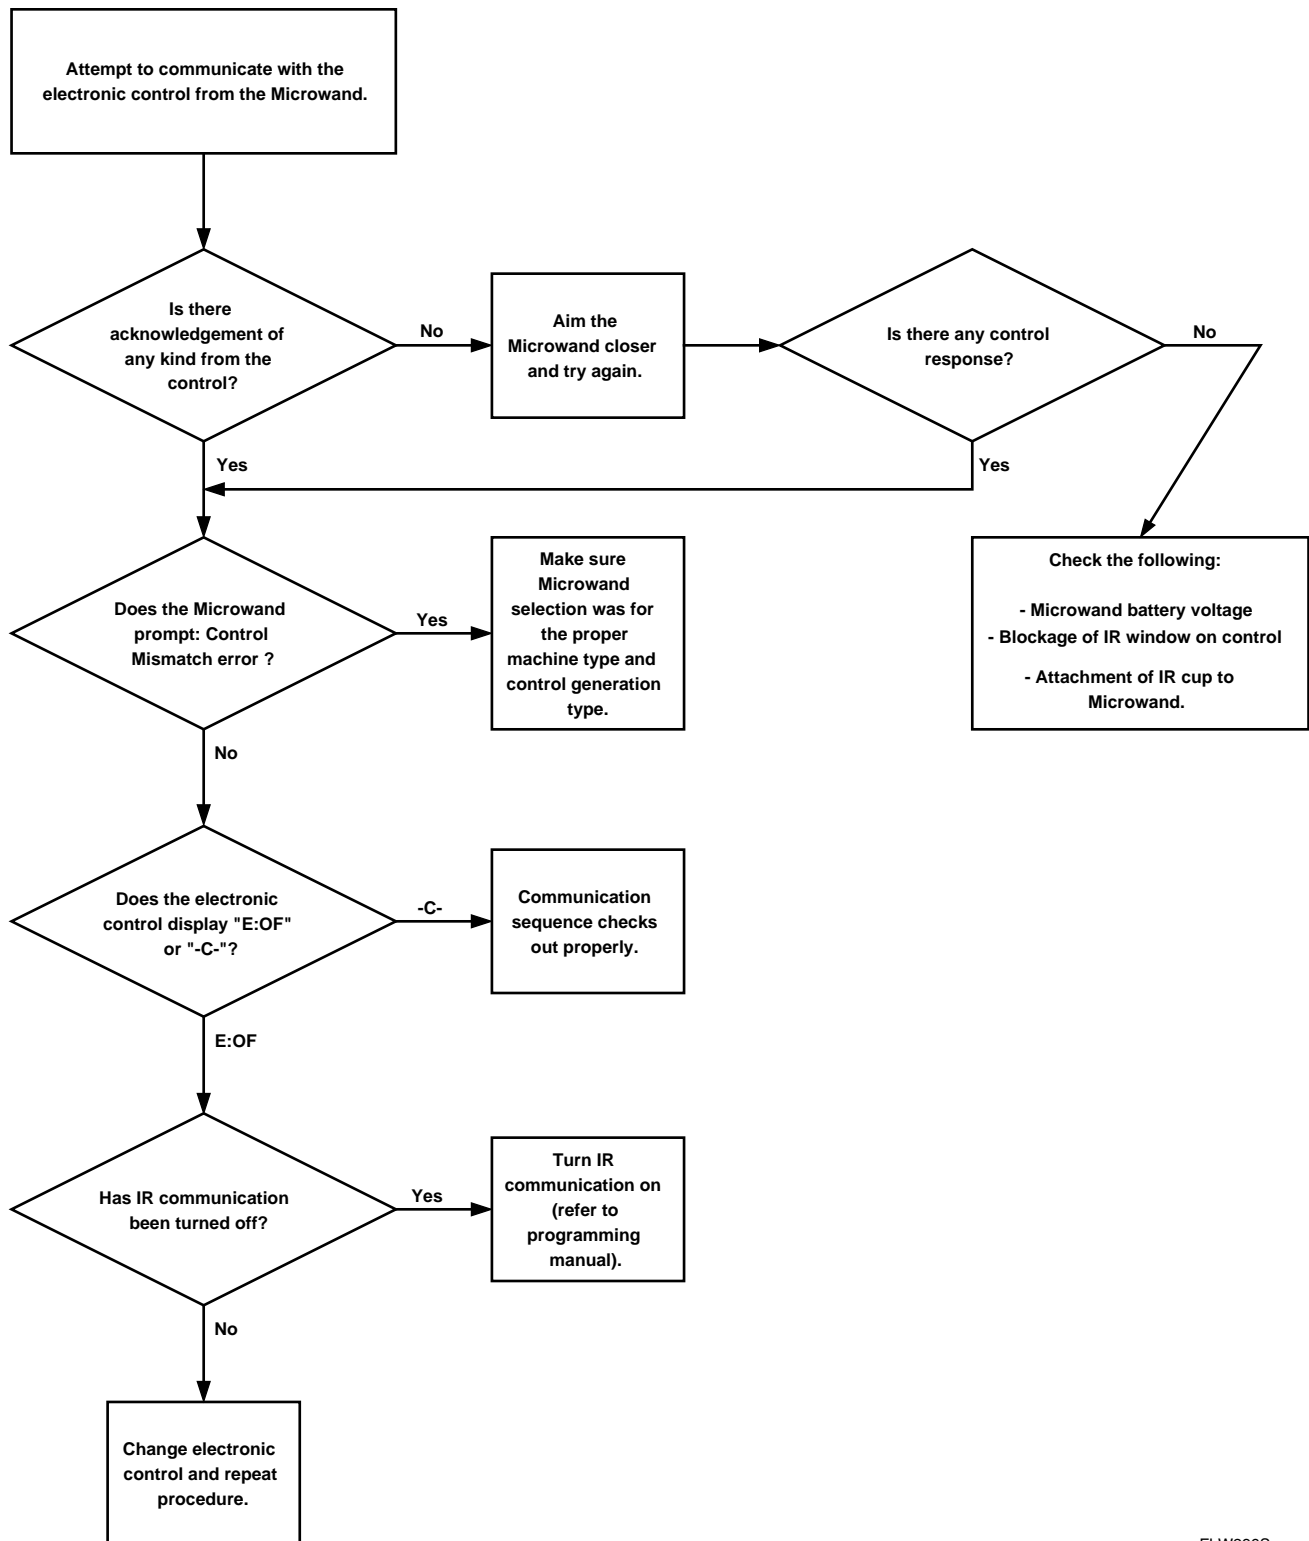 Attempt to communicate with the
electronic control from the Microwand.
Is there
acknowledgement of
any kind from the
control?
No
Aim the
Microwand closer
and try again.
Is there any control
response?
No
Yes
Yes
Does the Microwand
prompt: Control
Mismatch error ?
Yes
Make sure
Microwand
selection was for
the proper
machine type and
control generation
type.
Check the following:
- Microwand battery voltage
- Blockage of IR window on control
- Attachment of IR cup to
Microwand.
No
Does the electronic
control display "E:OF"
or "-C-"?
-C-
Communication
sequence checks
out properly.
E:OF
Has IR communication
been turned off?
Yes
Turn IR
communication on
(refer to
programming
manual).
No
Change electronic
control and repeat
procedure.